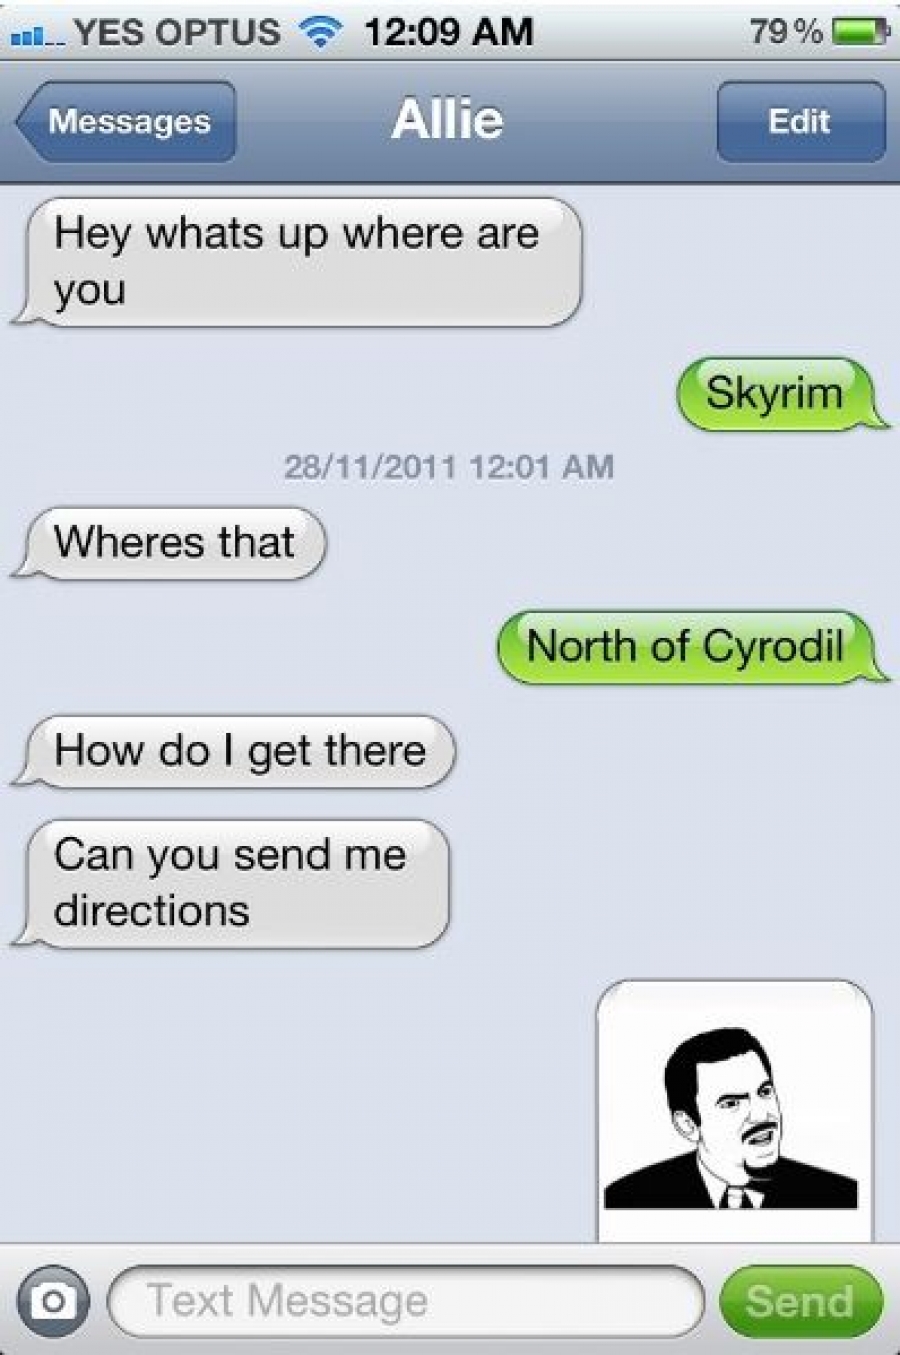 YES OPTUS 12:09 AM 79%
Messages Allie Edit
Hey whats up where are
you
Skyrim
28/11/2011 12:01 AM
Wheres that
North of Cyrodil
How do I get there
Can you send me
directions
Text Message Send